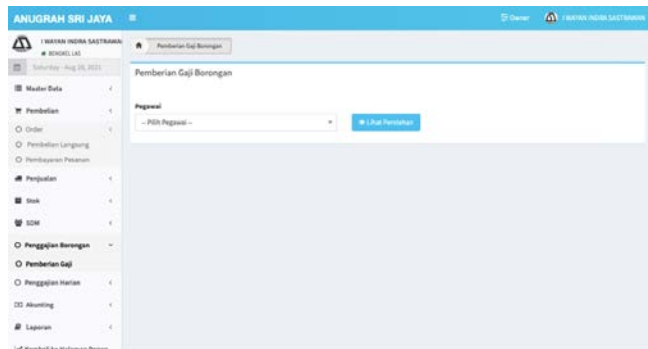 ANUGRAH SRI JAYA
Owner
I WAYAN INDRA SASTRAWAN
I WAYAN INDRA SASTRAWAN
BENGKEL LAS
Saturday - Aug 28, 2021
Pemberian Gaji Borongan
Pemberian Gaji Borongan
Pegawai
-- Pilih Pegawai --
Lihat
Master Data
Pembelian
Order
Pembelian Langsung
Pembayaran Pesanan
Penjualan
Stok
SDM
Penggajian Borongan
Pemberian Gaji
Penggajian Harian
Akunting
Laporan